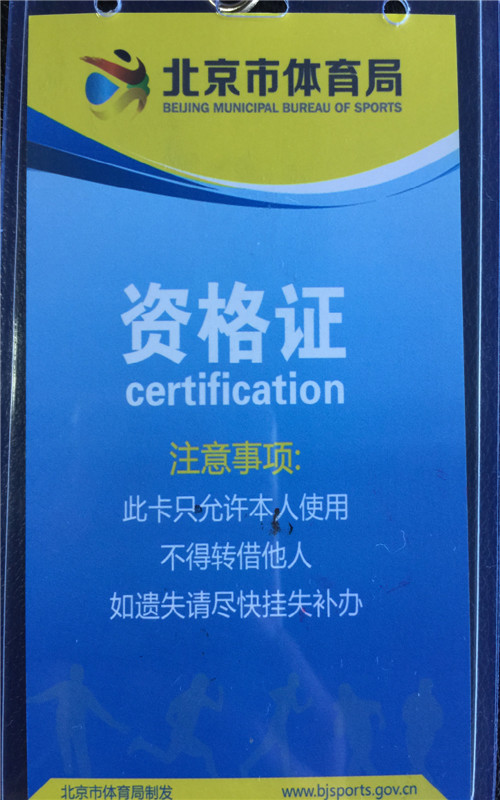 北京市体育局
BEIJING MUNICIPAL BUREAU OF SPORTS
资格证
certification
注意事项:
此卡只允许本人使用
不得转借他人
如遗失请尽快挂失补办
北京市体育局制发
www.bjsports.gov.cn